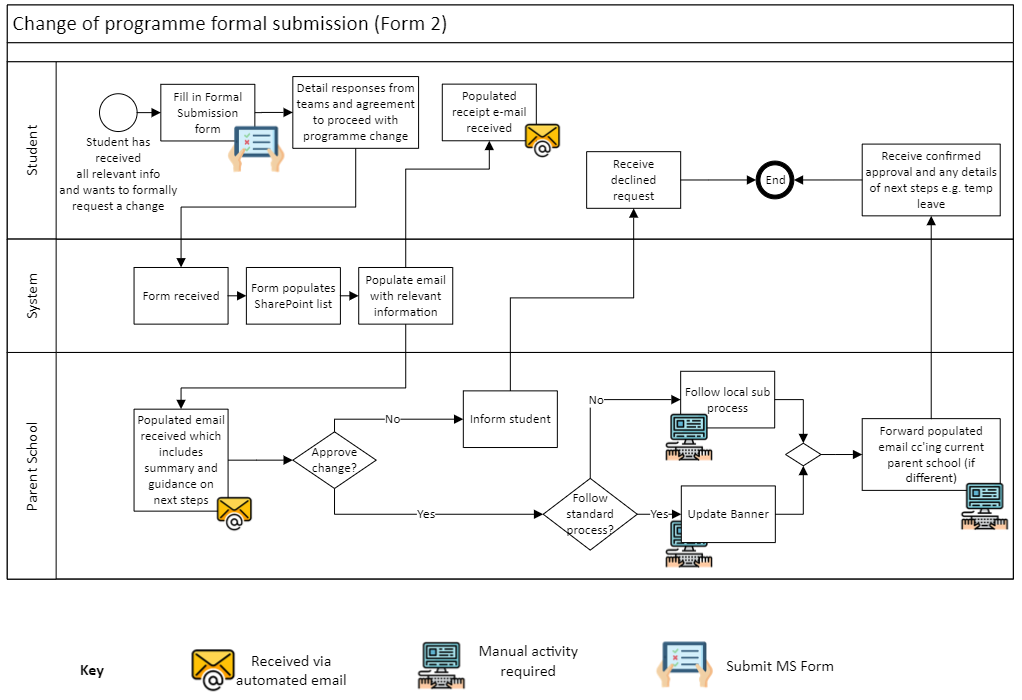 Change of programme formal submission (Form 2)
Student
Student has
received
all relevant info
and wants to formally
request a change
Fill in Formal
Submission
form
Detail responses from
teams and agreement
to proceed with
programme change
Populated
receipt e-mail
received
Receive
declined
request
End
Receive confirmed
approval and any details
of next steps e.g. temp
leave
System
Form received
Form populates
SharePoint list
Populate email
with relevant
information
Parent School
Populated email
received which
includes
summary and
guidance on
next steps
Approve
change?
No
Inform student
Yes
Follow
standard
process?
No
Follow local sub
process
Yes
Update Banner
Forward populated
email cc'ing current
parent school (if
different)
Key
Received via
automated email
Manual activity
required
Submit MS Form